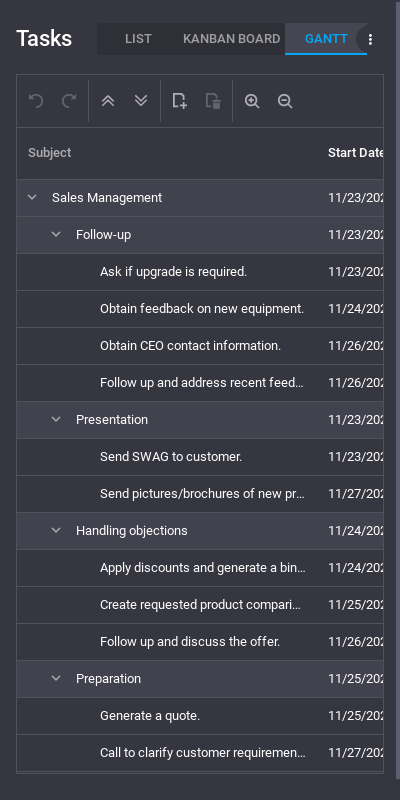 Tasks
LIST
KANBAN BOARD
GANTT
Subject
Start Date
Sales Management 11/23/202
Follow-up 11/23/202
Ask if upgrade is required. 11/23/202
Obtain feedback on new equipment. 11/24/202
Obtain CEO contact information. 11/26/202
Follow up and address recent feed... 11/26/202
Presentation 11/23/202
Send SWAG to customer. 11/23/202
Send pictures/brochures of new pr... 11/27/202
Handling objections 11/24/202
Apply discounts and generate a bin... 11/24/202
Create requested product compari... 11/25/202
Follow up and discuss the offer. 11/26/202
Preparation 11/25/202
Generate a quote. 11/25/202
Call to clarify customer requiremen... 11/27/202